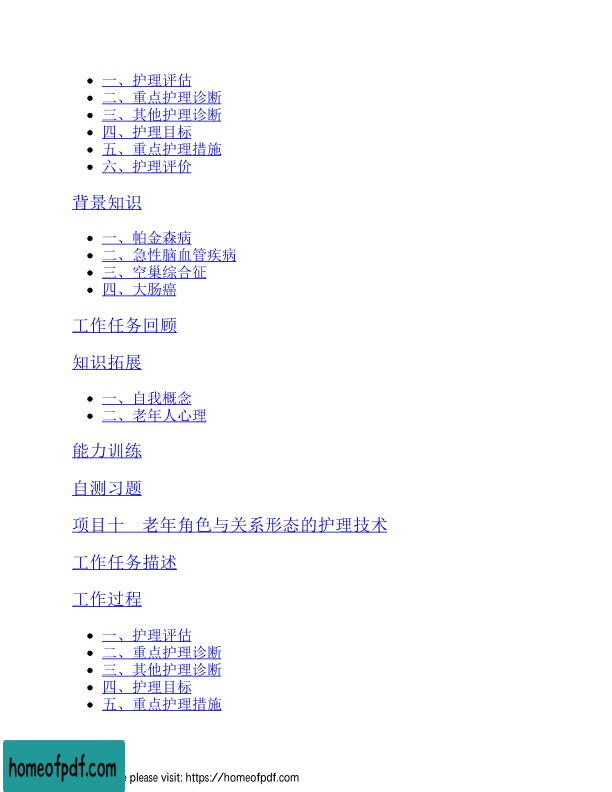 一、护理评估
二、重点护理诊断
三、其他护理诊断
四、护理目标
五、重点护理措施
六、护理评价
背景知识
一、帕金森病
二、急性脑血管疾病
三、空巢综合征
四、大肠癌
工作任务回顾
知识拓展
一、自我概念
二、老年人心理
能力训练
自测习题
项目十　老年角色与关系形态的护理技术
工作任务描述
工作过程
一、护理评估
二、重点护理诊断
三、其他护理诊断
四、护理目标
五、重点护理措施
homeofpdf.com
please visit: https://homeofpdf.com